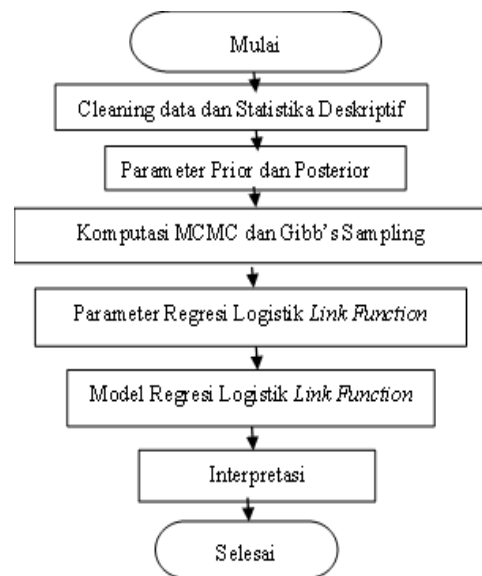 Mulai
Cleaning data dan Statistika Deskriptif
Parameter Prior dan Posterior
Komputasi MCMC dan Gibb's Sampling
Parameter Regresi Logistik Link Function
Model Regresi Logistik Link Function
Interpretasi
Selesai